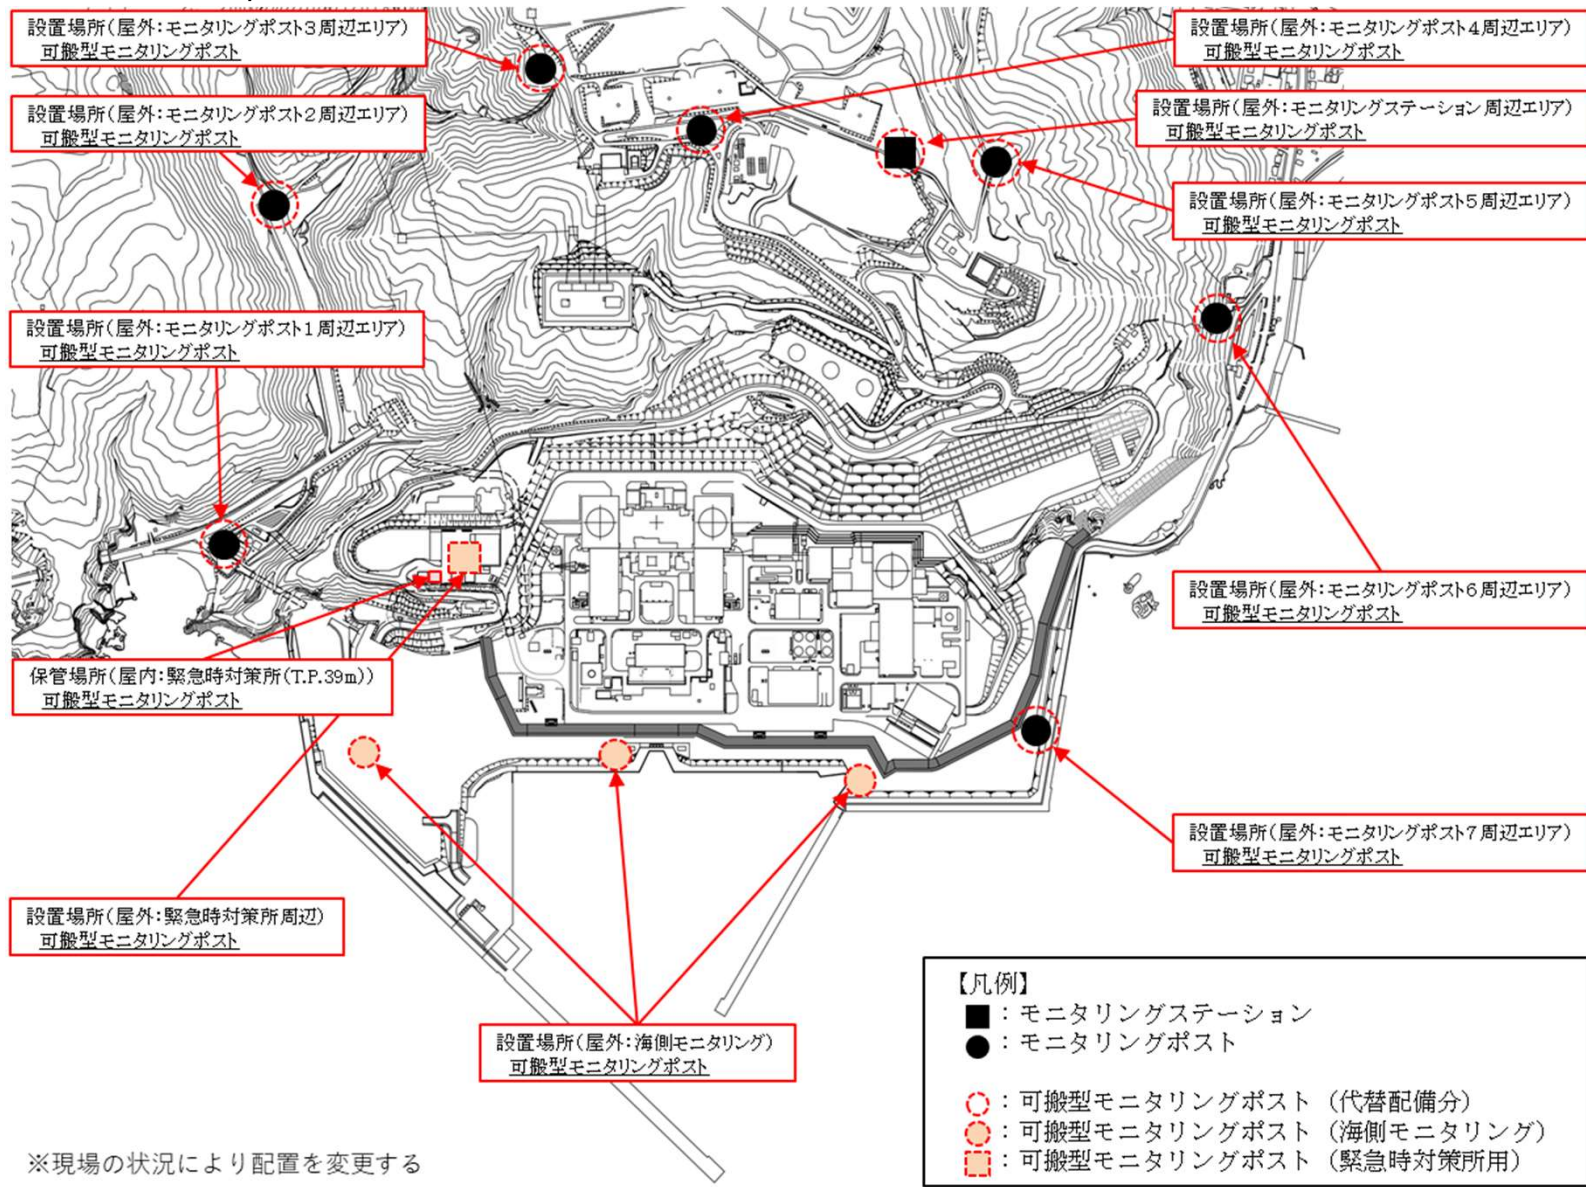 設置場所(屋外:モニタリングポスト3周辺エリア)
可搬型モニタリングポスト
設置場所(屋外:モニタリングポスト4周辺エリア)
可搬型モニタリングポスト
設置場所(屋外:モニタリングポスト2周辺エリア)
可搬型モニタリングポスト
設置場所(屋外:モニタリングステーション周辺エリア)
可搬型モニタリングポスト
設置場所(屋外:モニタリングポスト5周辺エリア)
可搬型モニタリングポスト
設置場所(屋外:モニタリングポスト1周辺エリア)
可搬型モニタリングポスト
設置場所(屋外:モニタリングポスト6周辺エリア)
可搬型モニタリングポスト
保管場所(屋内:緊急時対策所(T.P.39m))
可搬型モニタリングポスト
設置場所(屋外:モニタリングポスト7周辺エリア)
可搬型モニタリングポスト
設置場所(屋外:緊急時対策所周辺)
可搬型モニタリングポスト
設置場所(屋外:海側モニタリング)
可搬型モニタリングポスト
【凡例】
■:モニタリングステーション
●:モニタリングポスト
:可搬型モニタリングポスト (代替配備分)
:可搬型モニタリングポスト (海側モニタリング)
:可搬型モニタリングポスト (緊急時対策所用)
※現場の状況により配置を変更する